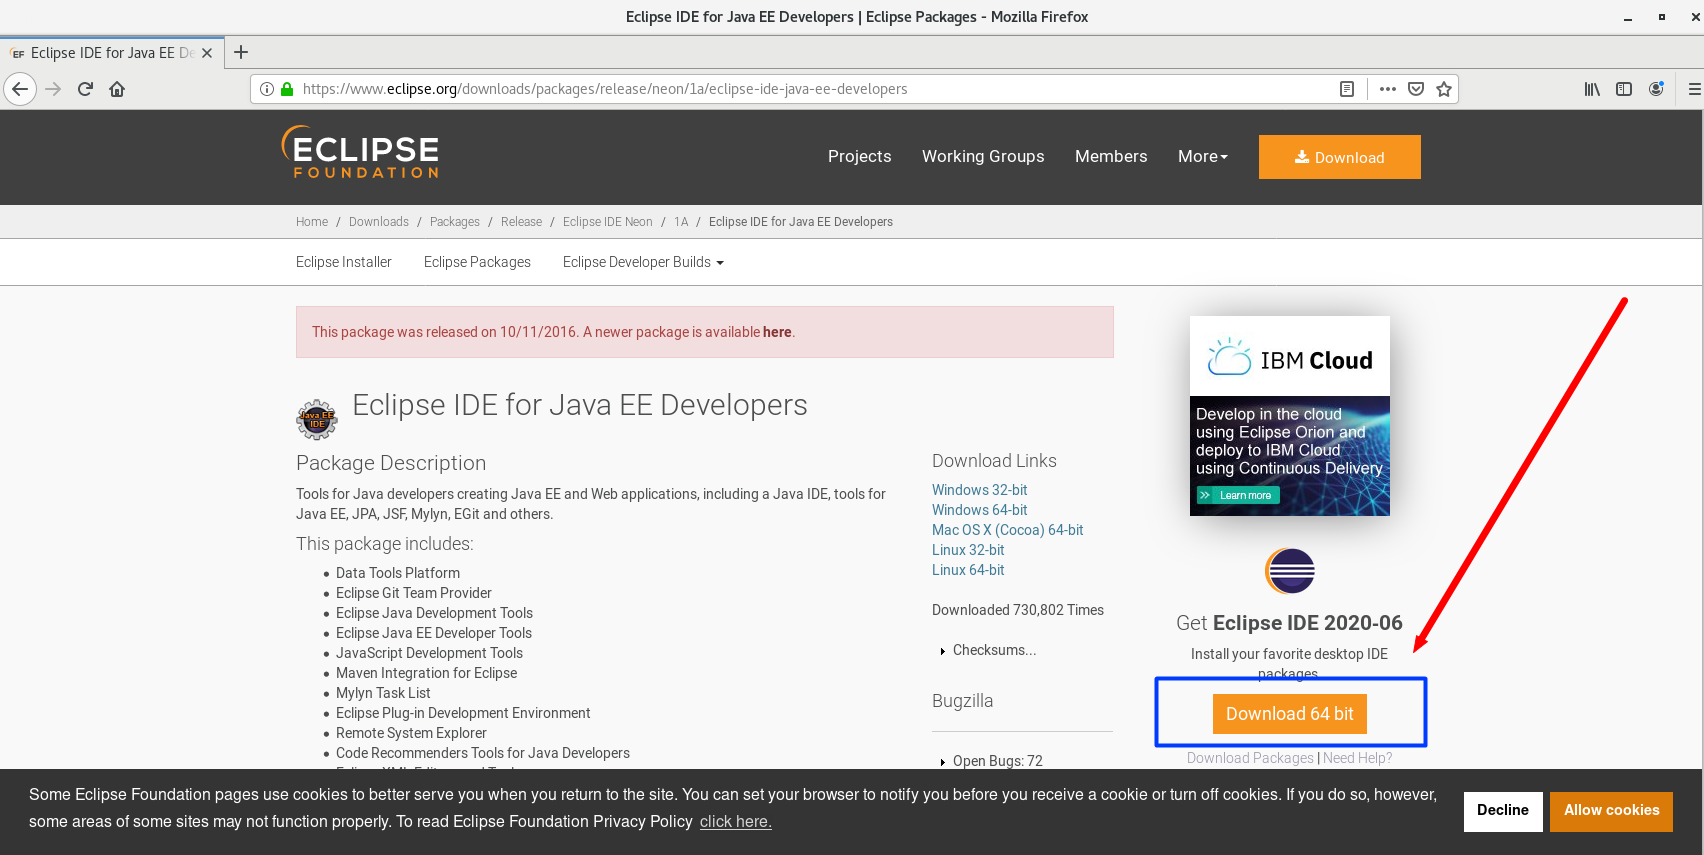 Eclipse IDE for Java EE Developers | Eclipse Packages - Mozilla Firefox
Eclipse IDE for Java EE De
https://www.eclipse.org/downloads/packages/release/neon/1a/eclipse-ide-java-ee-developers
ECLIPSE
FOUNDATION
Projects Working Groups Members More Download
Home / Downloads / Packages / Release / Eclipse IDE Neon / 1A / Eclipse IDE for Java EE Developers
Eclipse Installer Eclipse Packages Eclipse Developer Builds
This package was released on 10/11/2016. A newer package is available here.
Java EE
IDE
Eclipse IDE for Java EE Developers
Package Description
Tools for Java developers creating Java EE and Web applications, including a Java IDE, tools for
Java EE, JPA, JSF, Mylyn, EGit and others.
This package includes:
Data Tools Platform
Eclipse Git Team Provider
Eclipse Java Development Tools
Eclipse Java EE Developer Tools
JavaScript Development Tools
Maven Integration for Eclipse
Mylyn Task List
Eclipse Plug-in Development Environment
Remote System Explorer
Code Recommenders Tools for Java Developers
Download Links
Windows 32-bit
Windows 64-bit
Mac OS X (Cocoa) 64-bit
Linux 32-bit
Linux 64-bit
Downloaded 730,802 Times
Checksums...
Bugzilla
Open Bugs: 72
IBM Cloud
Develop in the cloud
using Eclipse Orion and
deploy to IBM Cloud
using Continuous Delivery
Learn more
Get Eclipse IDE 2020-06
Install your favorite desktop IDE
packages
Download 64 bit
Download Packages | Need Help?
Some Eclipse Foundation pages use cookies to better serve you when you return to the site. You can set your browser to notify you before you receive a cookie or turn off cookies. If you do so, however,
some areas of some sites may not function properly. To read Eclipse Foundation Privacy Policy click here.
Decline Allow cookies